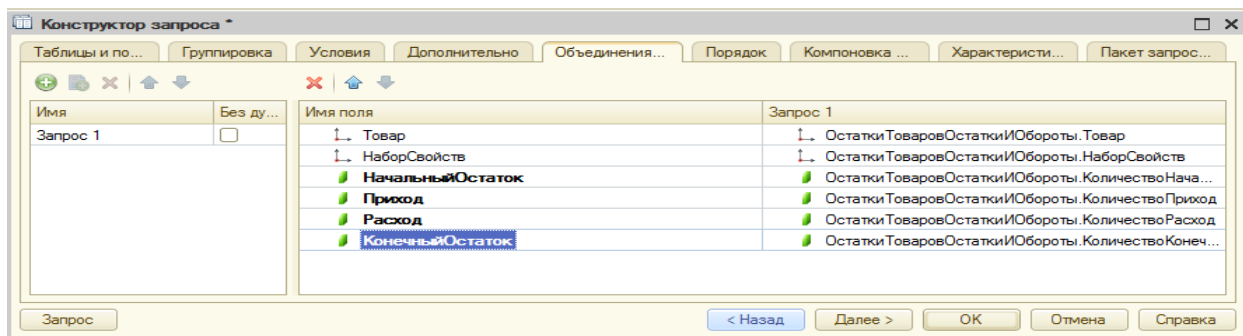 Конструктор запроса *
Таблицы и по... Группировка Условия Дополнительно Объединения... Порядок Компоновка ... Характеристи... Пакет запрос...
Имя Без ду... Имя поля Запрос 1
Запрос 1 Товар ОстаткиТоваровОстаткиИОбороты.Товар
НаборСвойств ОстаткиТоваровОстаткиИОбороты.НаборСвойств
НачальныйОстаток ОстаткиТоваровОстаткиИОбороты.КоличествоНача...
Приход ОстаткиТоваровОстаткиИОбороты.КоличествоПриход
Расход ОстаткиТоваровОстаткиИОбороты.КоличествоРасход
КонечныйОстаток ОстаткиТоваровОстаткиИОбороты.КоличествоКонеч...
Запрос < Назад Далее > ОК Отмена Справка